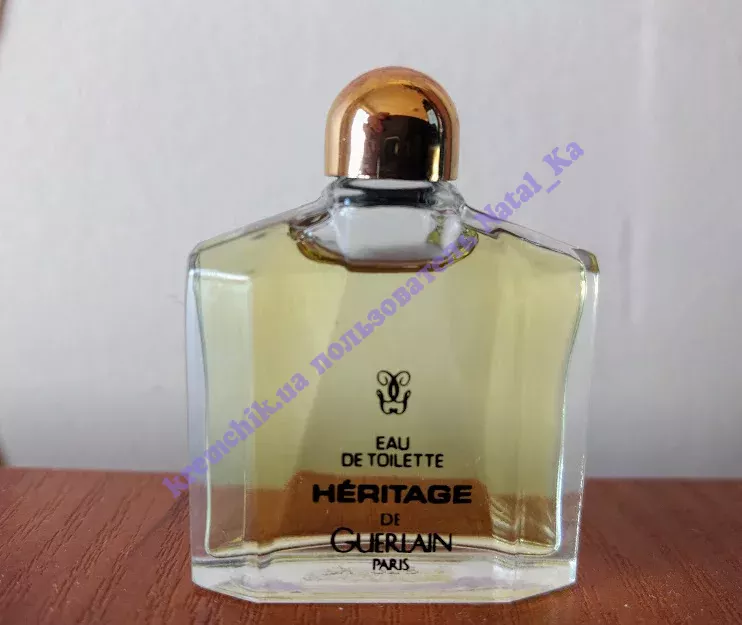 EAU
DE TOILETTE
HÉRITAGE
DE
GUERLAIN
PARIS
kremchik.ua пользователь Natal_Ka